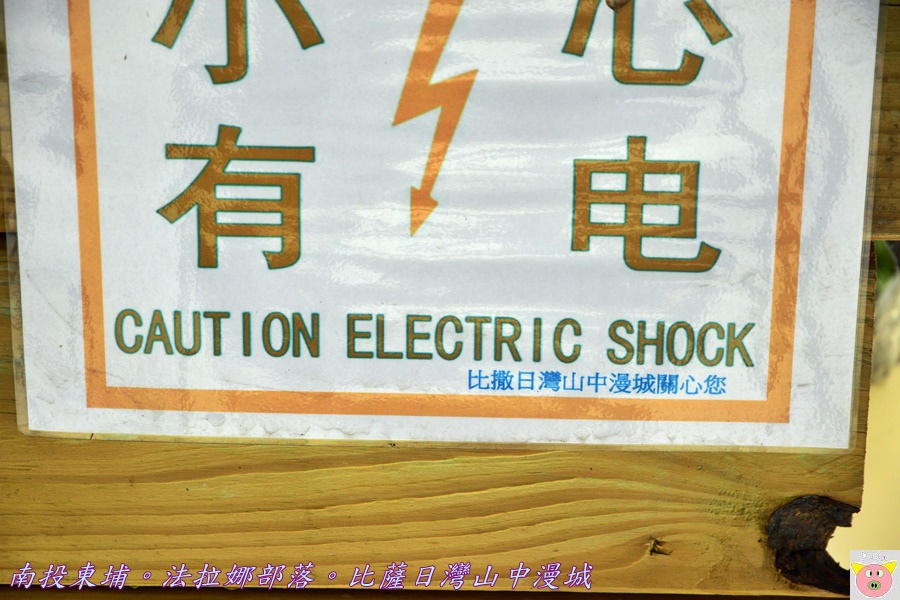 小心
有电
CAUTION ELECTRIC SHOCK
比撒日灣山中漫城關心您
南投東埔。法拉娜部落。比薩日灣山中漫城